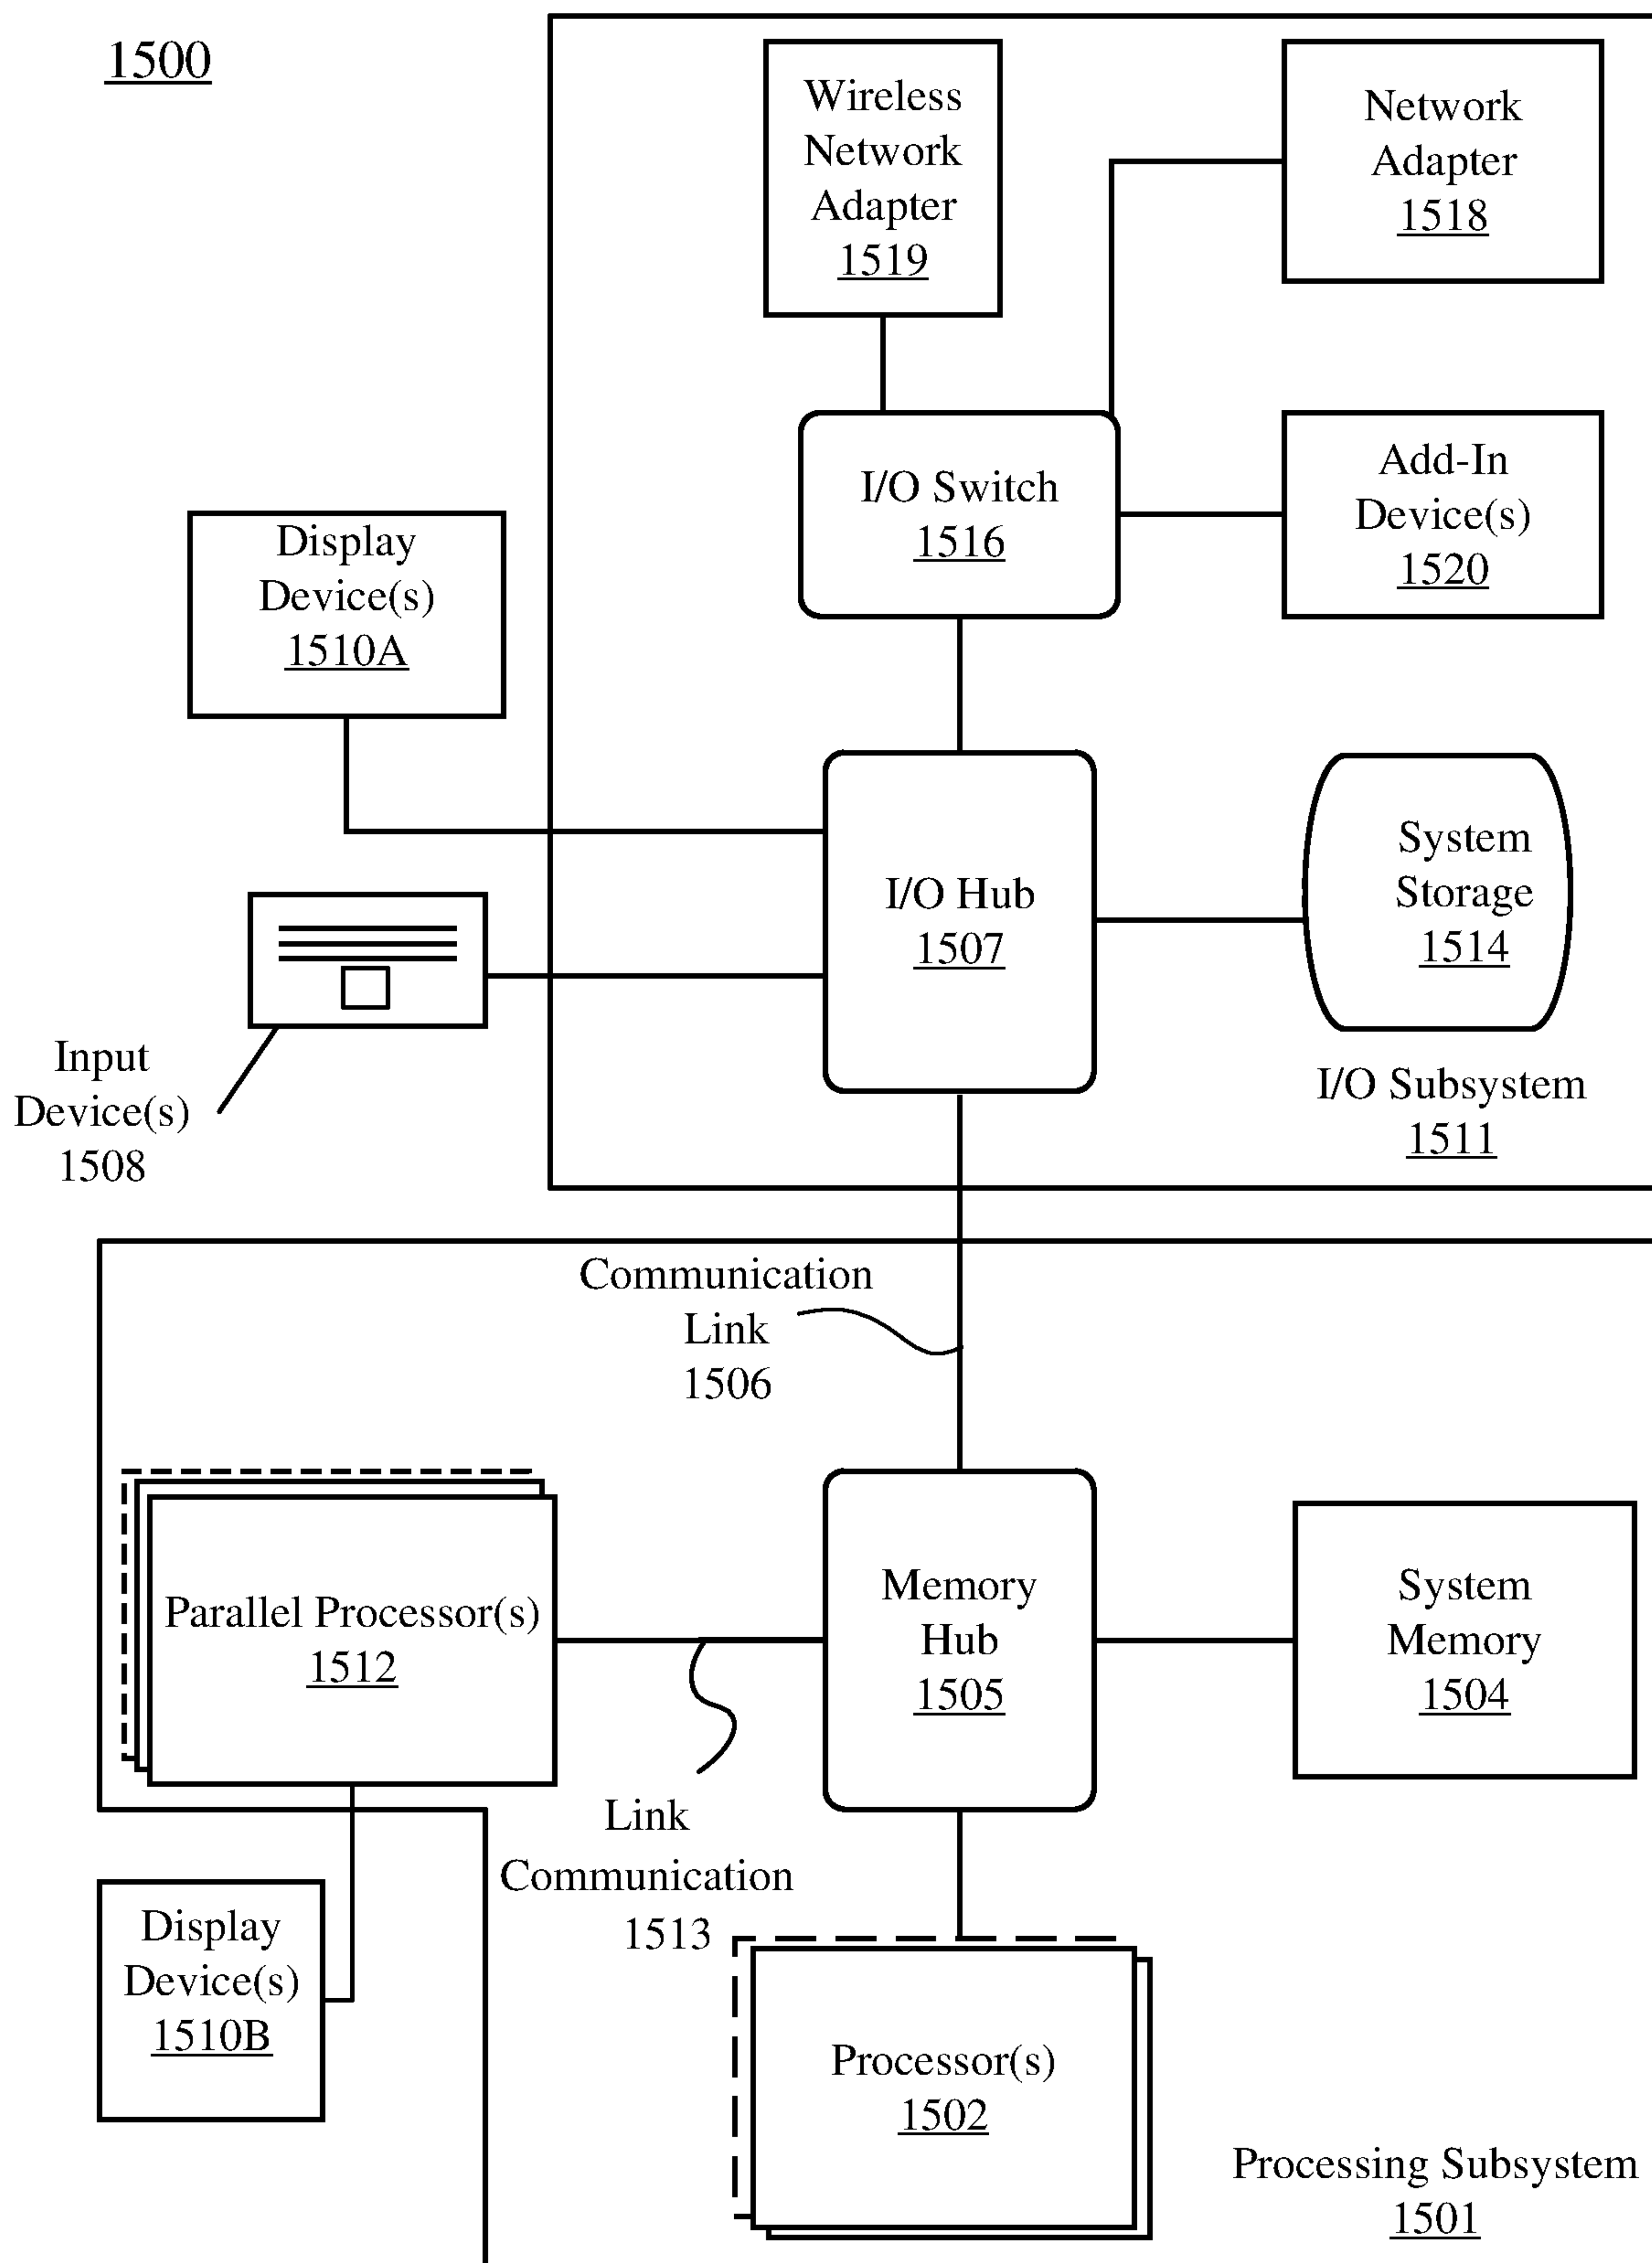 1500
Wireless
Network
Adapter
1519
Network
Adapter
1518
I/O Switch
1516
Add-In
Device(s)
1520
Display
Device(s)
1510A
I/O Hub
1507
System
Storage
1514
Input
Device(s)
1508
I/O Subsystem
1511
Communication
Link
1506
Parallel Processor(s)
1512
Memory
Hub
1505
System
Memory
1504
Link
Communication
1513
Display
Device(s)
1510B
Processor(s)
1502
Processing Subsystem
1501